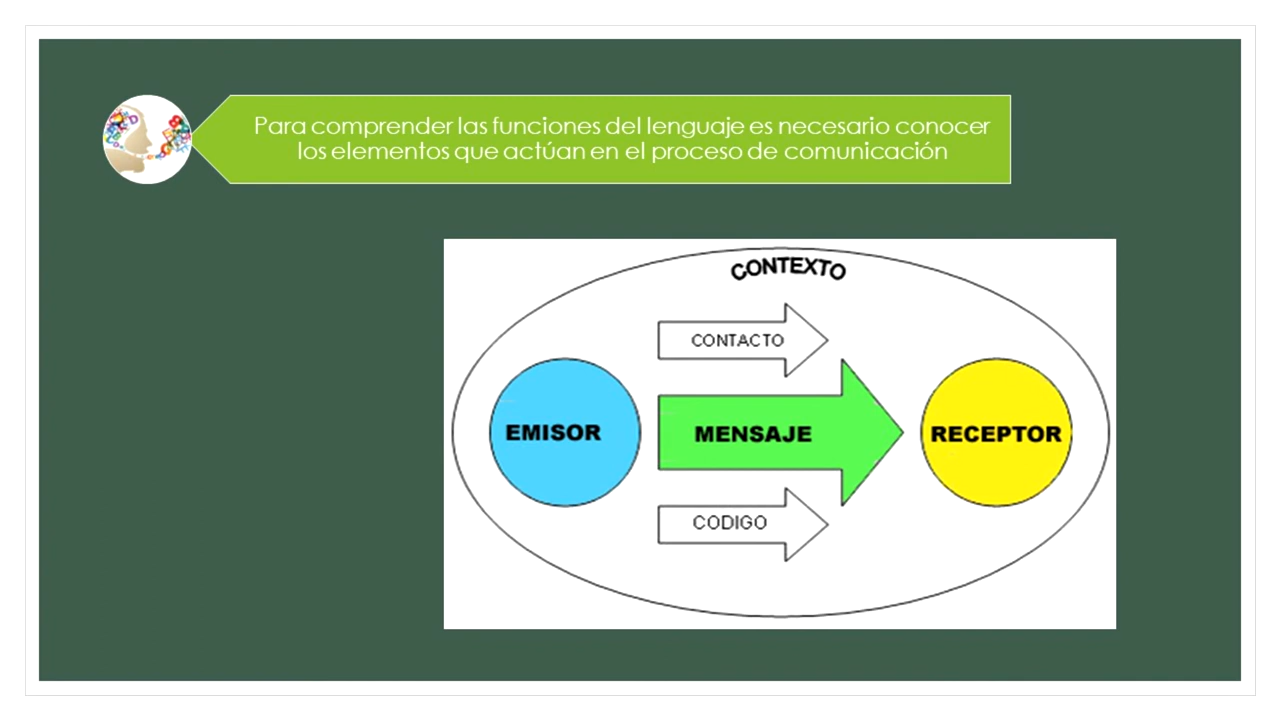 Para comprender las funciones del lenguaje es necesario conocer
los elementos que actúan en el proceso de comunicación
CONTEXTO
CONTACTO
EMISOR
MENSAJE
RECEPTOR
CODIGO